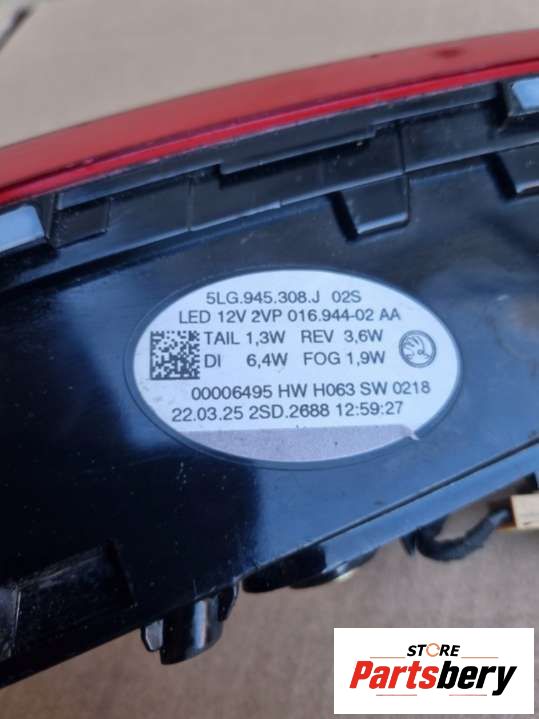 5LG.945.308.J 02S
LED 12V 2VP 016.944-02 AA
TAIL 1,3W REV 3,6W
DI 6,4W FOG 1,9W
00006495 HW H063 SW 0218
22.03.25 2SD.2688 12:59:27
STORE
Partsbery